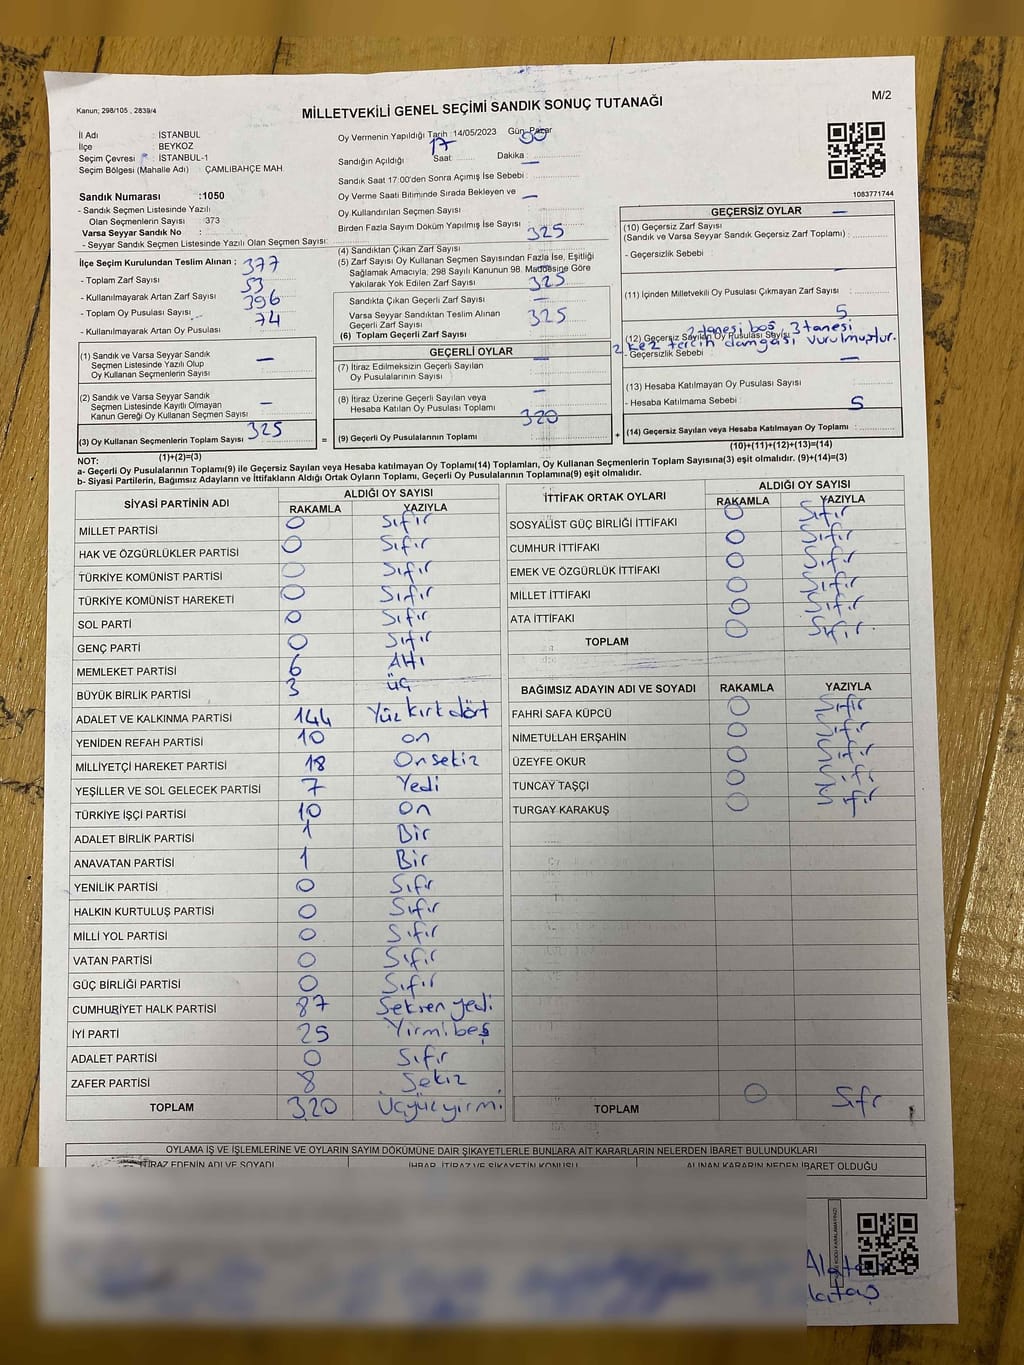 Kanun; 298/105 , 2839/4
MİLLETVEKİLİ GENEL SEÇİMİ SANDIK SONUÇ TUTANAĞI
M/2
İl Adı : İSTANBUL
İlçe : BEYKOZ
Seçim Çevresi : İSTANBUL-1
Seçim Bölgesi (Mahalle Adı) : ÇAMLIBAHÇE MAH.
Sandık Numarası :1050
- Sandık Seçmen Listesinde Yazılı
Olan Seçmenlerin Sayısı : 373
Varsa Seyyar Sandık No :
- Seyyar Sandık Seçmen Listesinde Yazılı Olan Seçmen Sayısı:
Oy Vermenin Yapıldığı Tarih :14/05/2023 Gün: Pazar
Sandığın Açıldığı Saat 17 Dakika : 00
Sandık Saat 17:00'den Sonra Açımış İse Sebebi : —
Oy Verme Saati Bitiminde Sırada Bekleyen ve
Oy Kullandırılan Seçmen Sayısı —
Birden Fazla Sayım Döküm Yapılmış İse Sayısı :
1083771744
İlçe Seçim Kurulundan Teslim Alınan :
- Toplam Zarf Sayısı : 377
- Kullanılmayarak Artan Zarf Sayısı 53
- Toplam Oy Pusulası Sayısı 396
- Kullanılmayarak Artan Oy Pusulası 74
(1) Sandık ve Varsa Seyyar Sandık
Seçmen Listesinde Yazılı Olup
Oy Kullanan Seçmenlerin Sayısı —
(2) Sandık ve Varsa Seyyar Sandık
Seçmen Listesinde Kayıtlı Olmayan
Kanun Gereği Oy Kullanan Seçmen Sayısı : —
(3) Oy Kullanan Seçmenlerin Toplam Sayısı : 325
(1)+(2)=(3)
(4) Sandıktan Çıkan Zarf Sayısı 325
(5) Zarf Sayısı Oy Kullanan Seçmen Sayısından Fazla İse, Eşitliği
Sağlamak Amacıyla; 298 Sayılı Kanunun 98. Maddesine Göre
Yakılarak Yok Edilen Zarf Sayısı : —
Sandıkta Çıkan Geçerli Zarf Sayısı : 325
Varsa Seyyar Sandıktan Teslim Alınan
Geçerli Zarf Sayısı : —
(6) Toplam Geçerli Zarf Sayısı : 325
GEÇERLİ OYLAR
(7) İtiraz Edilmeksizin Geçerli Sayılan
Oy Pusulalarının Sayısı : —
(8) İtiraz Üzerine Geçerli Sayılan veya
Hesaba Katılan Oy Pusulası Toplamı : —
= (9) Geçerli Oy Pusulalarının Toplamı : 320
GEÇERSİZ OYLAR
(10) Geçersiz Zarf Sayısı
(Sandık ve Varsa Seyyar Sandık Geçersiz Zarf Toplamı) : —
- Geçersizlik Sebebi :
(11) İçinden Milletvekili Oy Pusulası Çıkmayan Zarf Sayısı : —
(12) Geçersiz Sayılan Oy Pusulası Sayısı : 5
- Geçersizlik Sebebi : 2 tanesi boş, 3 tanesi
2 kez tercih damgası vurulmuştur.
(13) Hesaba Katılmayan Oy Pusulası Sayısı : —
- Hesaba Katılmama Sebebi :
+ (14) Geçersiz Sayılan veya Hesaba Katılmayan Oy Toplamı : 5
(10)+(11)+(12)+(13)=(14)
NOT:
a- Geçerli Oy Pusulalarının Toplamı(9) ile Geçersiz Sayılan veya Hesaba katılmayan Oy Toplamı(14) Toplamları, Oy Kullanan Seçmenlerin Toplam Sayısına(3) eşit olmalıdır. (9)+(14)=(3)
b- Siyasi Partilerin, Bağımsız Adayların ve İttifakların Aldığı Ortak Oyların Toplamı, Geçerli Oy Pusulalarının Toplamına(9) eşit olmalıdır.
SİYASİ PARTİNİN ADI ALDIĞI OY SAYISI
RAKAMLA YAZIYLA
MİLLET PARTİSİ 0 Sıfır
HAK VE ÖZGÜRLÜKLER PARTİSİ 0 Sıfır
TÜRKİYE KOMÜNİST PARTİSİ 0 Sıfır
TÜRKİYE KOMÜNİST HAREKETİ 0 Sıfır
SOL PARTİ 0 Sıfır
GENÇ PARTİ 0 Sıfır
MEMLEKET PARTİSİ 6 Altı
BÜYÜK BİRLİK PARTİSİ 3 üç
ADALET VE KALKINMA PARTİSİ 144 Yüz kırk dört
YENİDEN REFAH PARTİSİ 10 on
MİLLİYETÇİ HAREKET PARTİSİ 18 Onsekiz
YEŞİLLER VE SOL GELECEK PARTİSİ 7 Yedi
TÜRKİYE İŞÇİ PARTİSİ 10 On
ADALET BİRLİK PARTİSİ 1 Bir
ANAVATAN PARTİSİ 1 Bir
YENİLİK PARTİSİ 0 Sıfır
HALKIN KURTULUŞ PARTİSİ 0 Sıfır
MİLLİ YOL PARTİSİ 0 Sıfır
VATAN PARTİSİ 0 Sıfır
GÜÇ BİRLİĞİ PARTİSİ 0 Sıfır
CUMHURİYET HALK PARTİSİ 87 Seksen yedi
İYİ PARTİ 25 Yirmi beş
ADALET PARTİSİ 0 Sıfır
ZAFER PARTİSİ 8 Sekiz
TOPLAM 320 Üçyüzyirmi
İTTİFAK ORTAK OYLARI ALDIĞI OY SAYISI
RAKAMLA YAZIYLA
SOSYALİST GÜÇ BİRLİĞİ İTTİFAKI 0 Sıfır
CUMHUR İTTİFAKI 0 Sıfır
EMEK VE ÖZGÜRLÜK İTTİFAKI 0 Sıfır
MİLLET İTTİFAKI 0 Sıfır
ATA İTTİFAKI 0 Sıfır
TOPLAM 0 Sıfır.
BAĞIMSIZ ADAYIN ADI VE SOYADI RAKAMLA YAZIYLA
FAHRİ SAFA KÜPCÜ 0 Sıfır
NİMETULLAH ERŞAHİN 0 Sıfır
ÜZEYFE OKUR 0 Sıfır
TUNCAY TAŞÇI 0 Sıfır
TURGAY KARAKUŞ 0 Sıfır
TOPLAM 0 Sıfır
OYLAMA İŞ VE İŞLEMLERİNE VE OYLARIN SAYIM DÖKÜMÜNE DAİR ŞİKAYETLERLE BUNLARA AİT KARARLARIN NELERDEN İBARET BULUNDUKLARI
İTİRAZ EDENİN ADI VE SOYADI İHBAR, İTİRAZ VE ŞİKAYETİN KONUSU ALINAN KARARIN NEDEN İBARET OLDUĞU